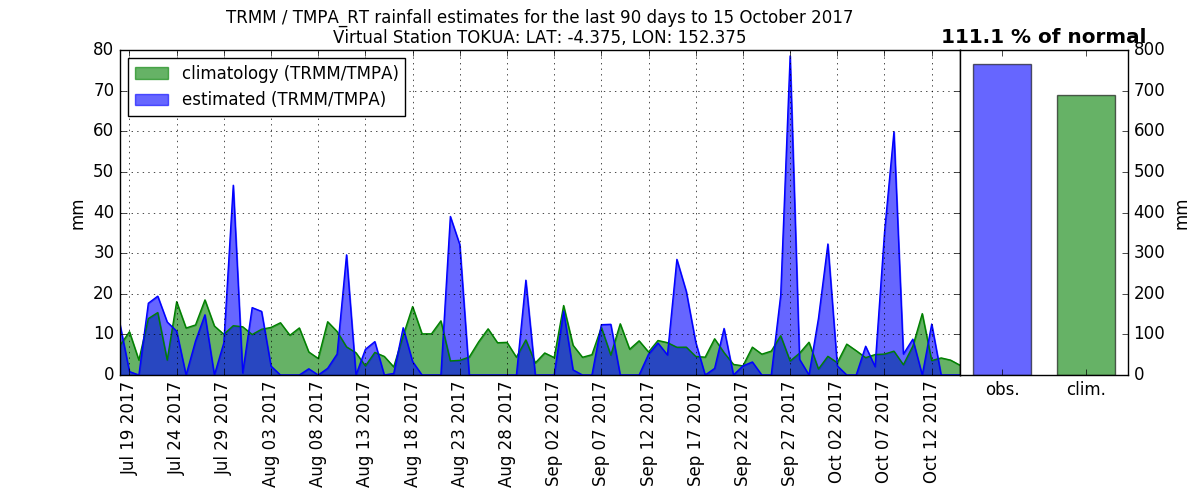 TRMM / TMPA_RT rainfall estimates for the last 90 days to 15 October 2017
Virtual Station TOKUA: LAT: -4.375, LON: 152.375
111.1 % of normal
climatology (TRMM/TMPA)
estimated (TRMM/TMPA)
80
70
60
50
40
30
20
10
0
mm
Jul 19 2017
Jul 24 2017
Jul 29 2017
Aug 03 2017
Aug 08 2017
Aug 13 2017
Aug 18 2017
Aug 23 2017
Aug 28 2017
Sep 02 2017
Sep 07 2017
Sep 12 2017
Sep 17 2017
Sep 22 2017
Sep 27 2017
Oct 02 2017
Oct 07 2017
Oct 12 2017
obs.
clim.
800
700
600
500
400
300
200
100
0
mm